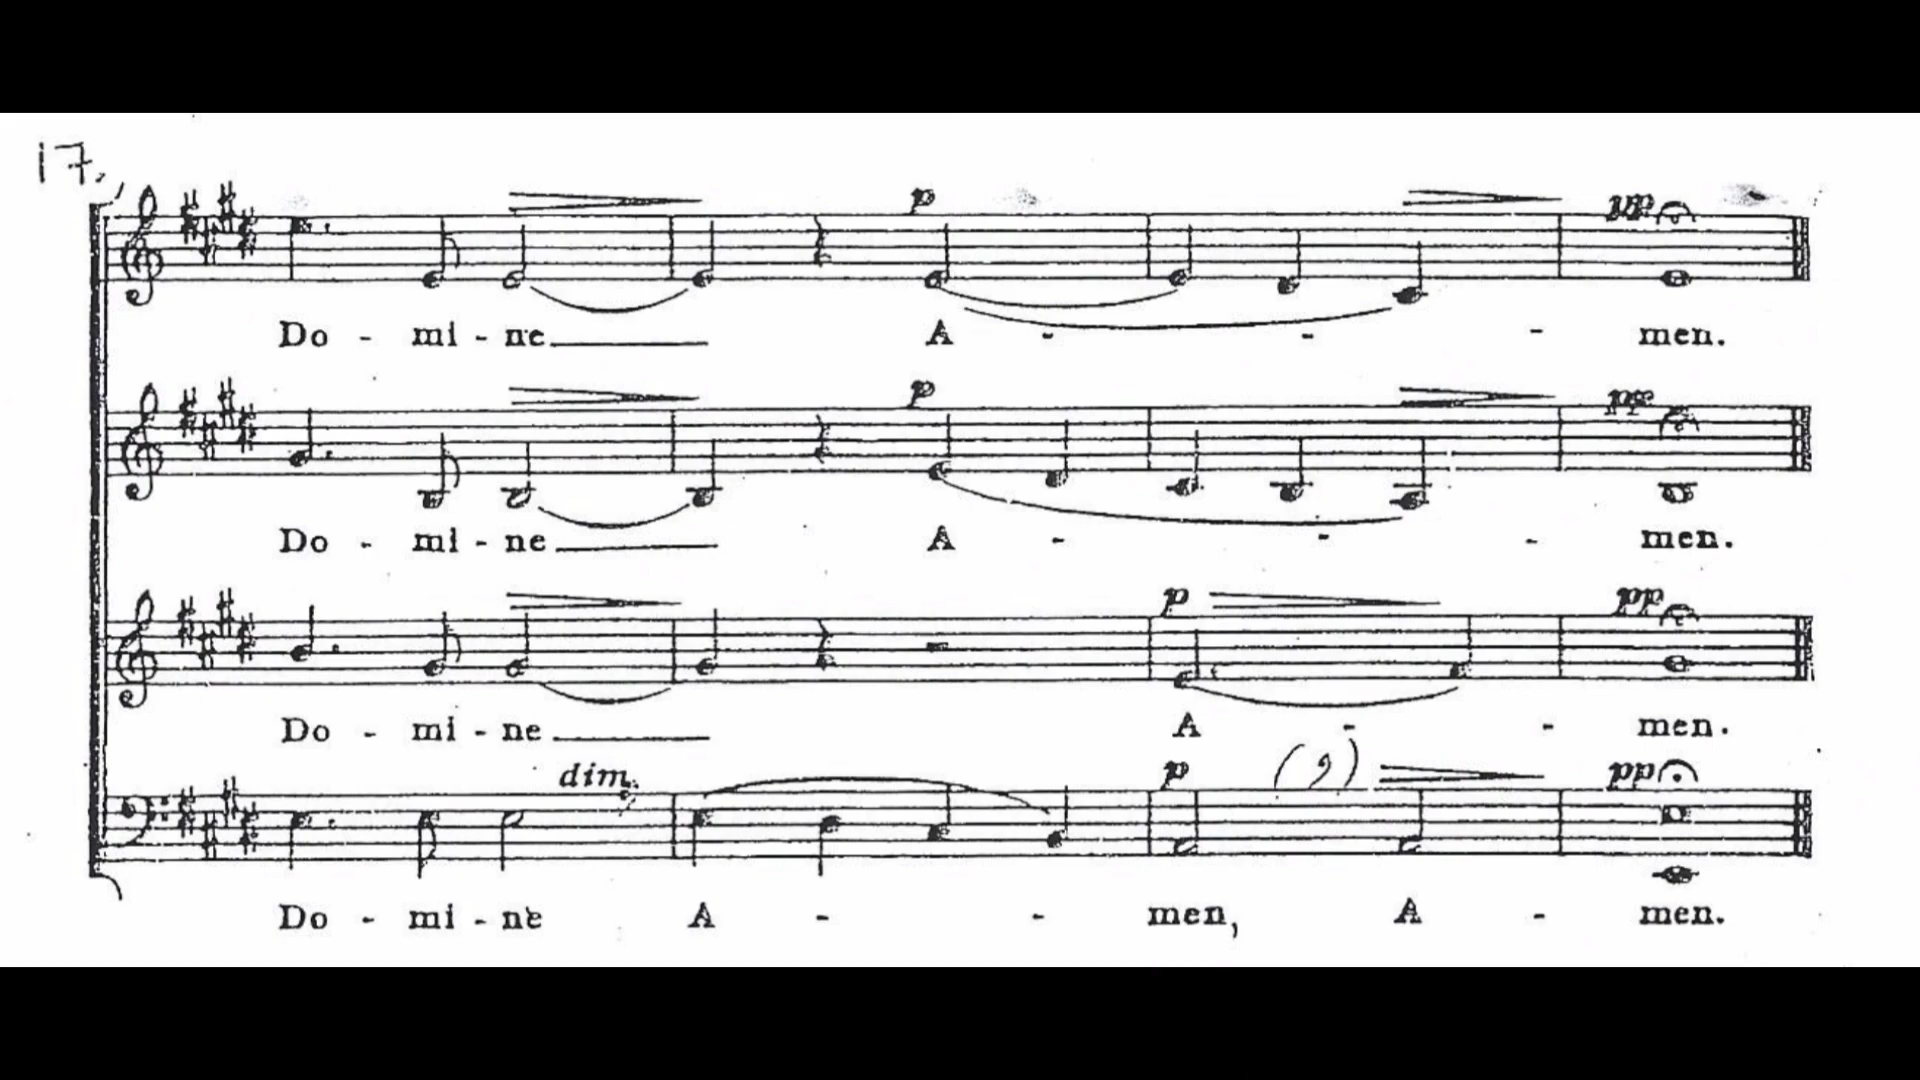 17.
p pp
Do - mi - ne A - - - men.
p pp
Do - mi - ne A - - - men.
p pp
Do - mi - ne A - - men.
dim. p (,) pp
Do - mi - ne A - - men, A - men.